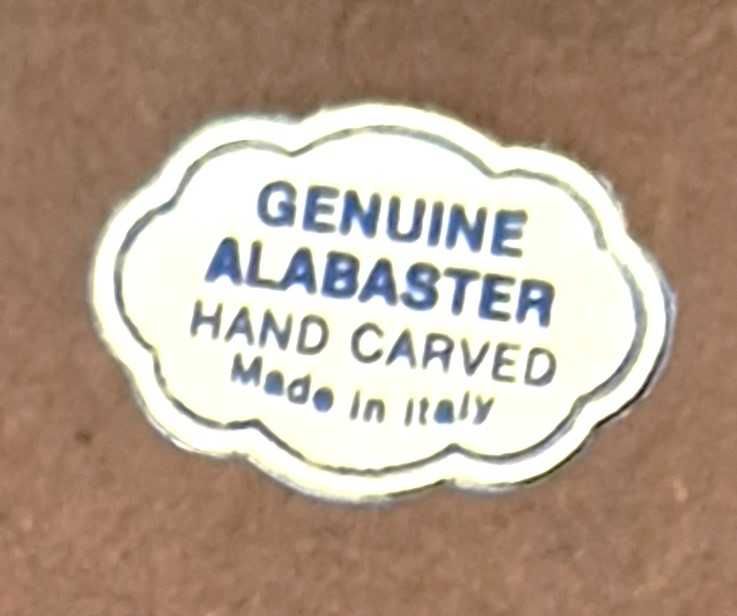 GENUINE
ALABASTER
HAND CARVED
Made in Italy